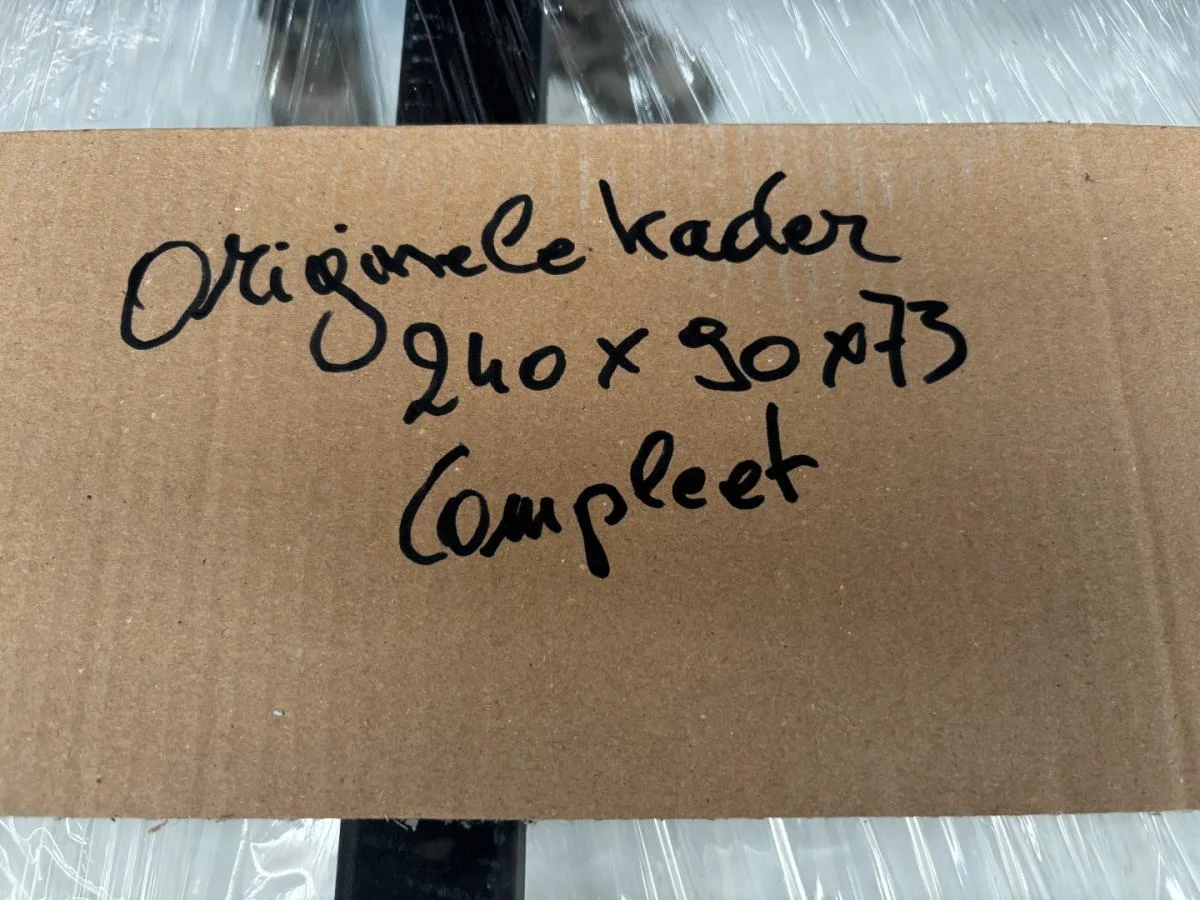 Originele kader
240 x 90 x 73
Compleet